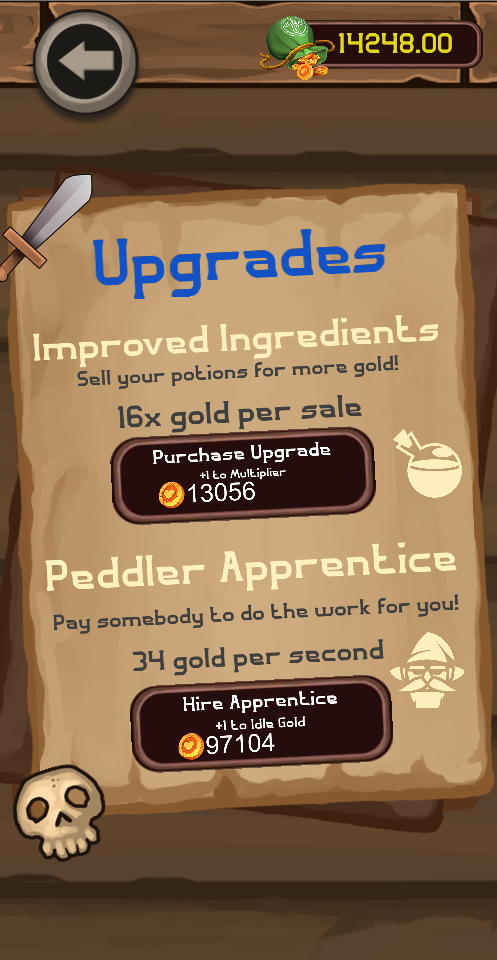 14248.00
Upgrades
Improved Ingredients
Sell your potions for more gold!
16x gold per sale
Purchase Upgrade
+1 to Multiplier
13056
Peddler Apprentice
Pay somebody to do the work for you!
34 gold per second
Hire Apprentice
+1 to Idle Gold
97104